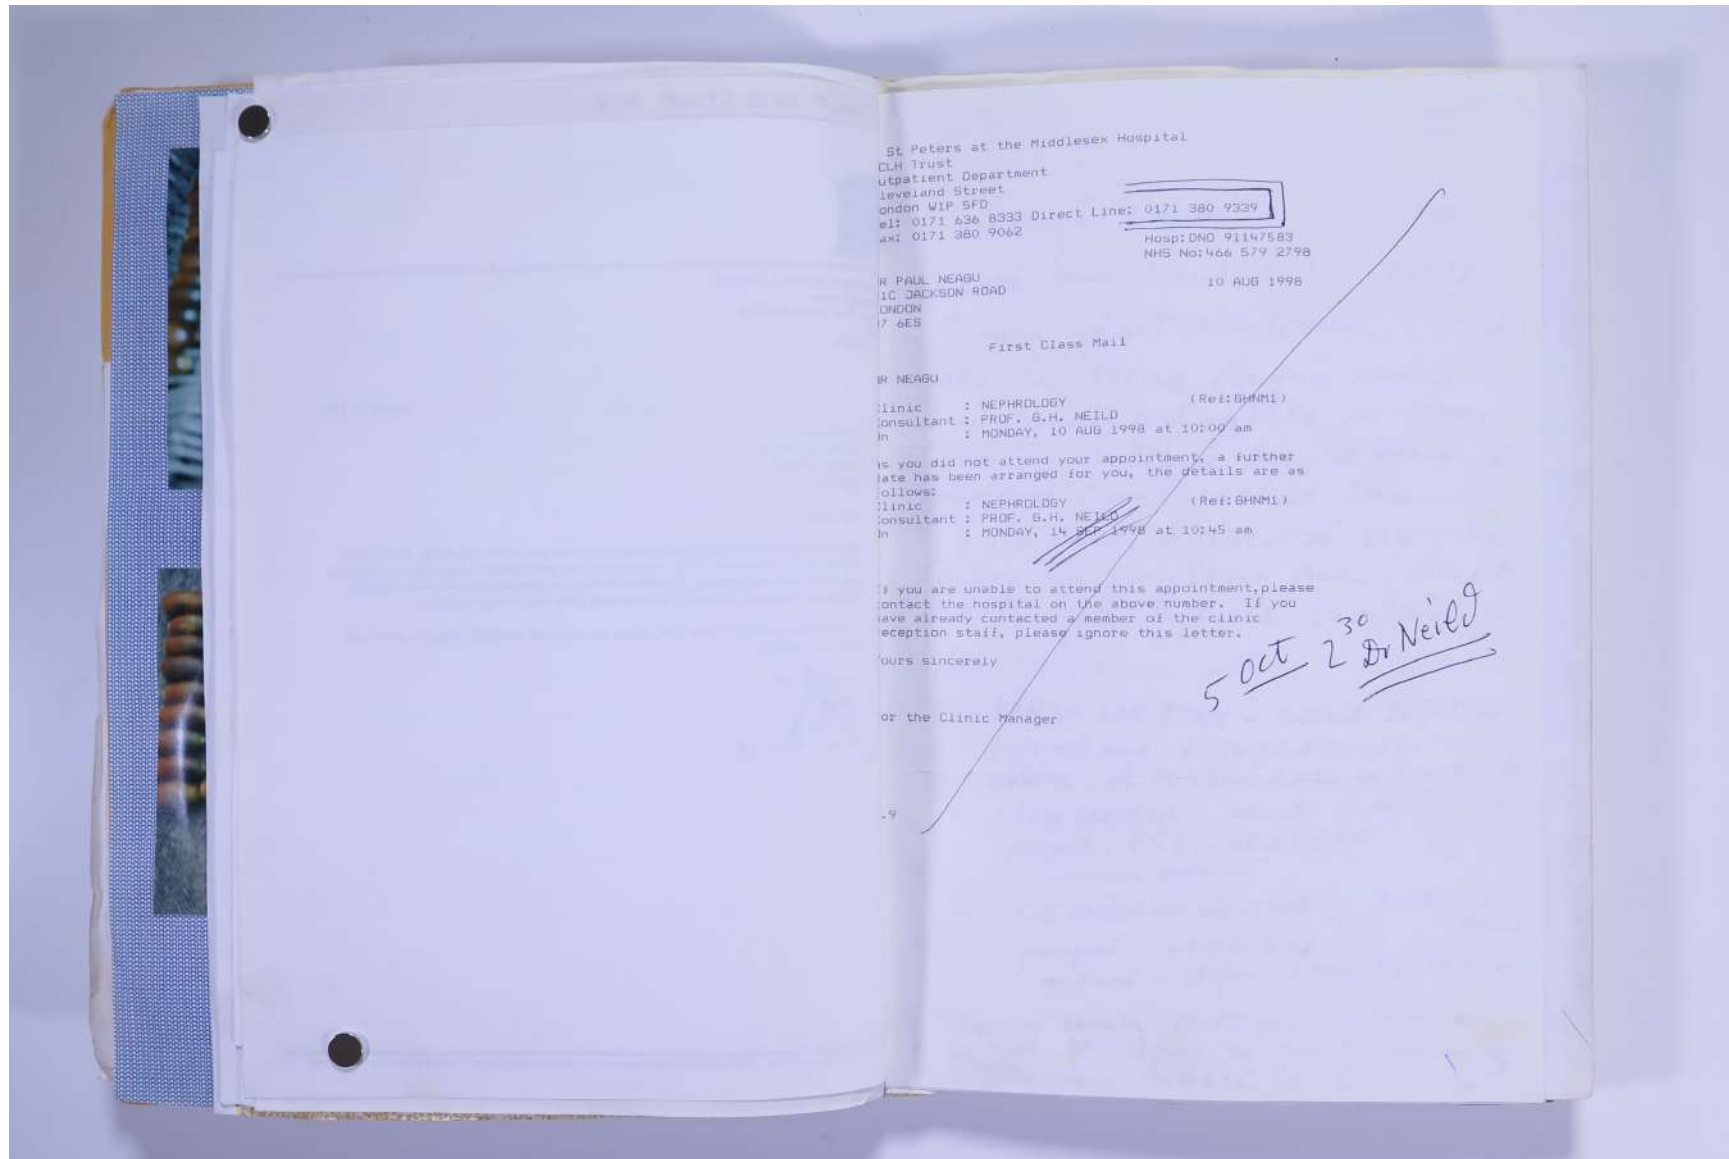 St Peters at the Middlesex Hospital
CLH Trust
utpatient Department
leveland Street
ondon W1P 5FD
el: 0171 636 8333 Direct Line: 0171 380 9339
ax: 0171 380 9062
Hosp:DNO 91147583
NHS No:466 579 2798
R PAUL NEAGU
10 AUG 1998
1C JACKSON ROAD
ONDON
7 6ES
First Class Mail
R NEAGU
linic : NEPHROLOGY (Ref:GHNM1)
onsultant : PROF. G.H. NEILD
n : MONDAY, 10 AUG 1998 at 10:00 am
s you did not attend your appointment, a further
ate has been arranged for you, the details are as
ollows:
linic : NEPHROLOGY (Ref:GHNM1)
onsultant : PROF. G.H. NEILD
n : MONDAY, 14 SEP 1998 at 10:45 am
f you are unable to attend this appointment,please
ontact the hospital on the above number. If you
ave already contacted a member of the clinic
eception staff, please ignore this letter.
5 Oct 2 30 Dr Neild
ours sincerely
or the Clinic Manager
.9